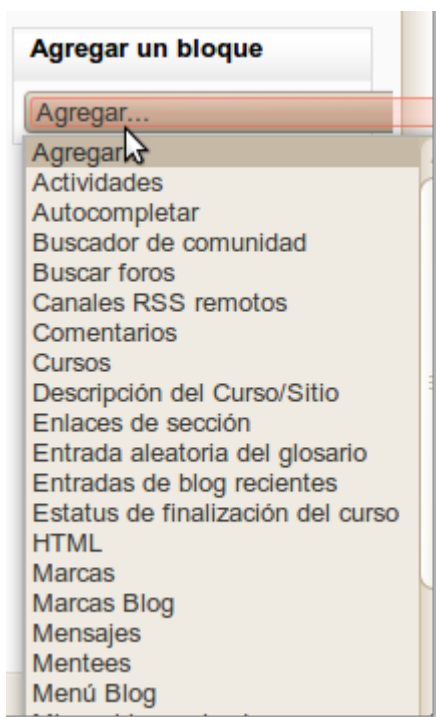 Agregar un bloque
Agregar...
Agregar
Actividades
Autocompletar
Buscador de comunidad
Buscar foros
Canales RSS remotos
Comentarios
Cursos
Descripción del Curso/Sitio
Enlaces de sección
Entrada aleatoria del glosario
Entradas de blog recientes
Estatus de finalización del curso
HTML
Marcas
Marcas Blog
Mensajes
Mentees
Menú Blog